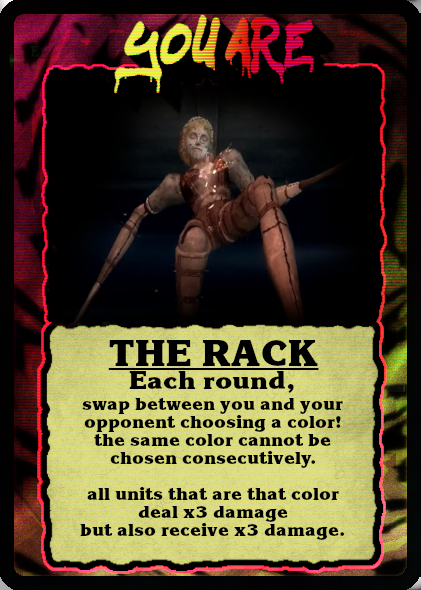 YOU ARE
THE RACK
Each round,
swap between you and your
opponent choosing a color!
the same color cannot be
chosen consecutively.
all units that are that color
deal x3 damage
but also receive x3 damage.